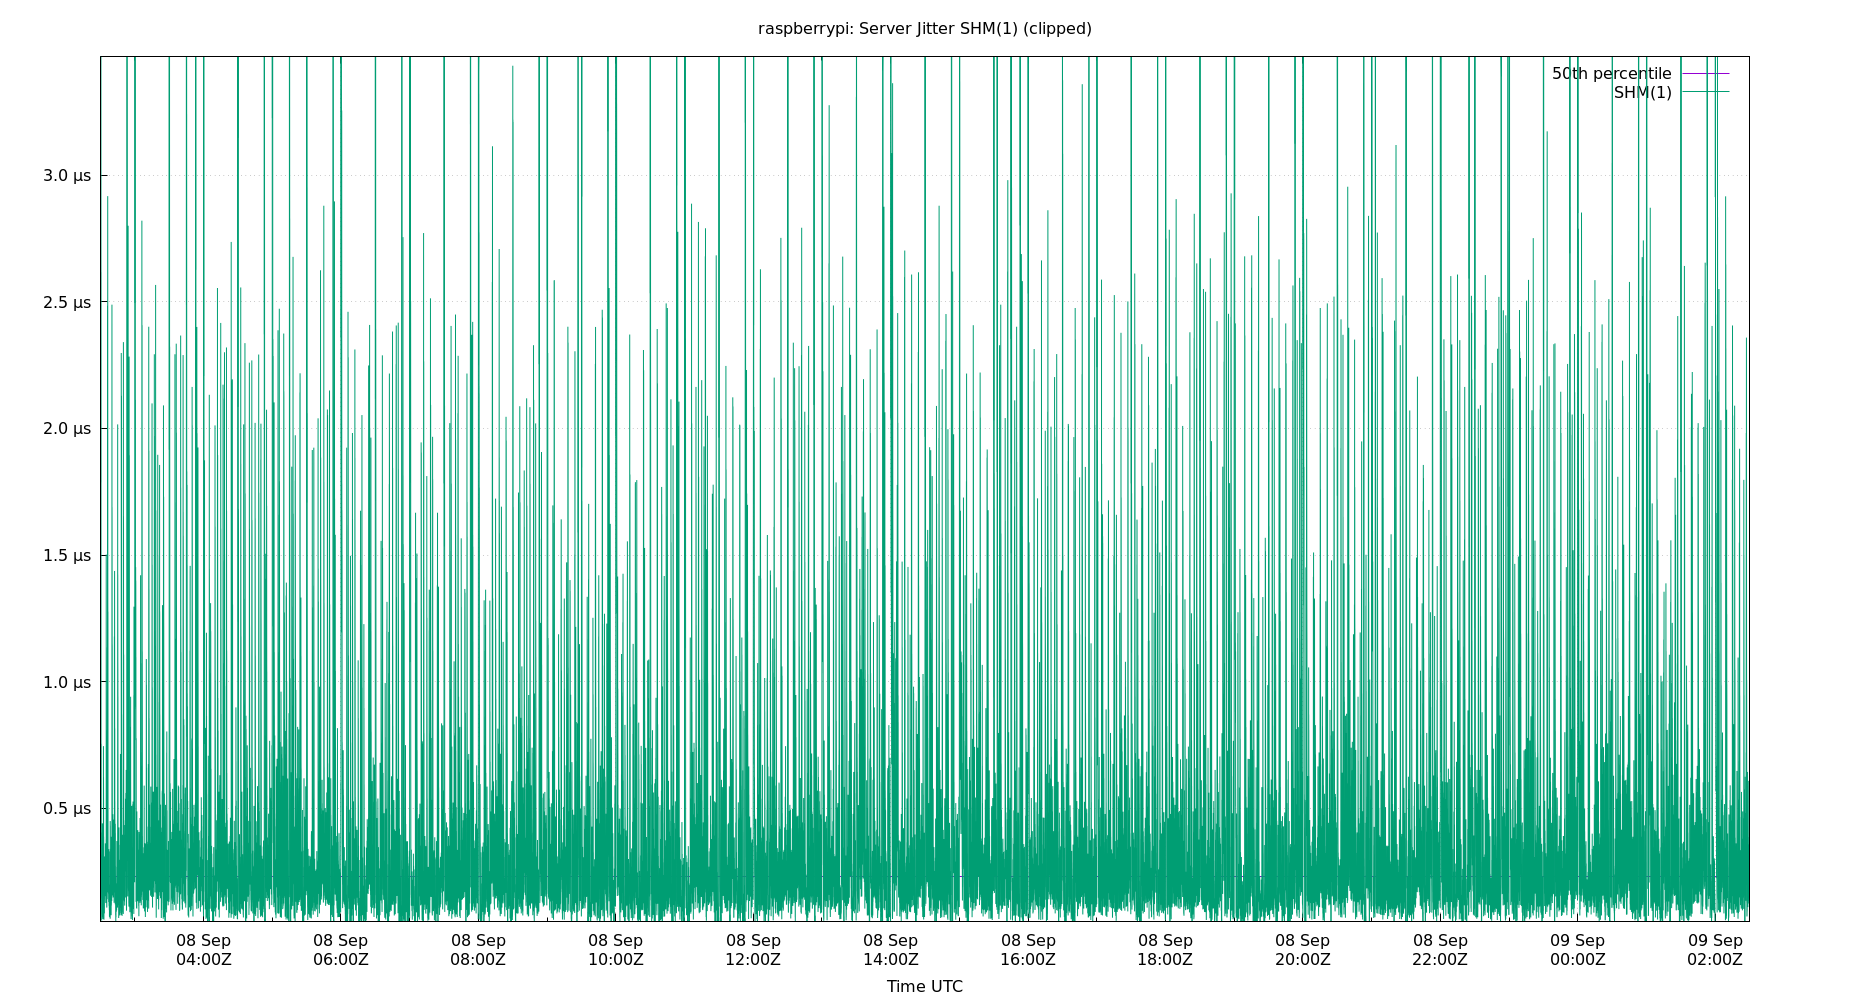 raspberrypi: Server Jitter SHM(1) (clipped)
50th percentile
SHM(1)
3.0 µs
2.5 µs
2.0 µs
1.5 µs
1.0 µs
0.5 µs
08 Sep 08 Sep 08 Sep 08 Sep 08 Sep 08 Sep 08 Sep 08 Sep 08 Sep 08 Sep 09 Sep 09 Sep
04:00Z 06:00Z 08:00Z 10:00Z 12:00Z 14:00Z 16:00Z 18:00Z 20:00Z 22:00Z 00:00Z 02:00Z
Time UTC